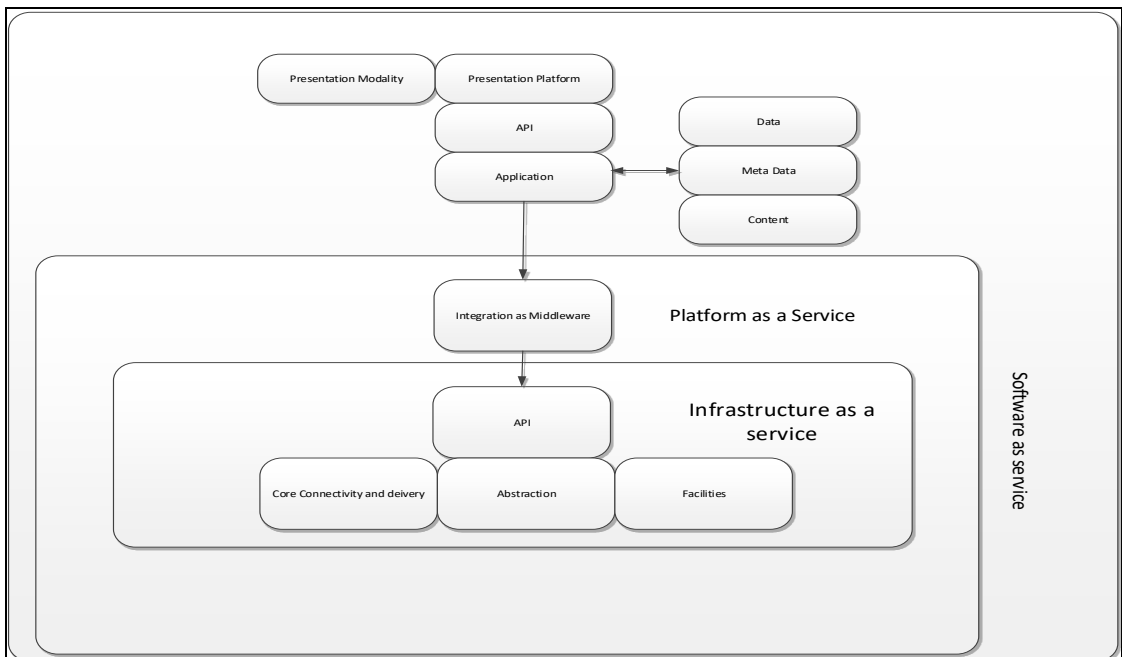 Presentation Modality
Presentation Platform
API
Data
Application
Meta Data
Content
Integration as Middleware
Platform as a Service
Infrastructure as a
service
API
Core Connectivity and deivery
Abstraction
Facilities
Software as service